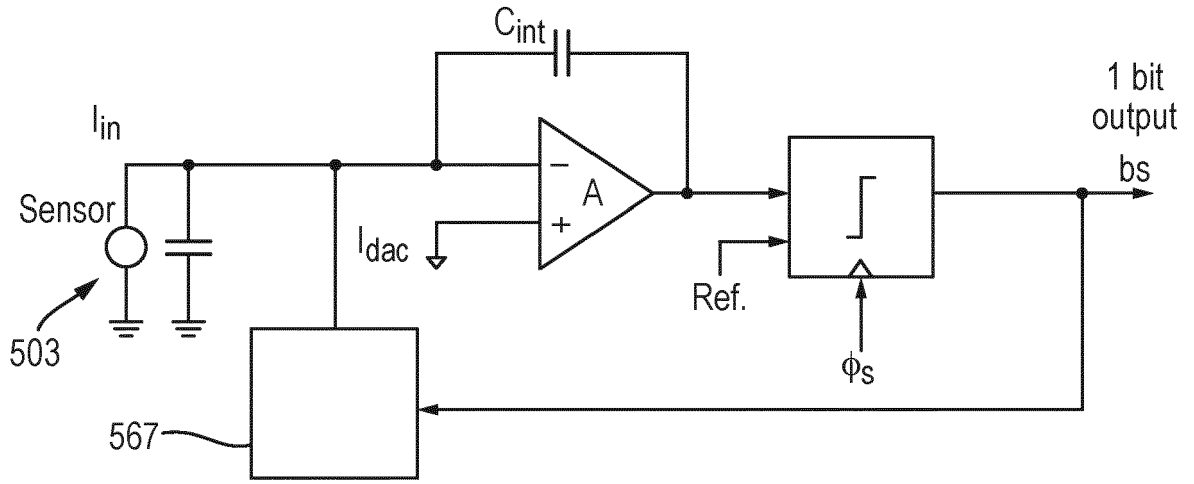 C_int
1 bit
output
I_in
bs
Sensor
−
A
+
I_dac
Ref.
503
ϕ_s
567